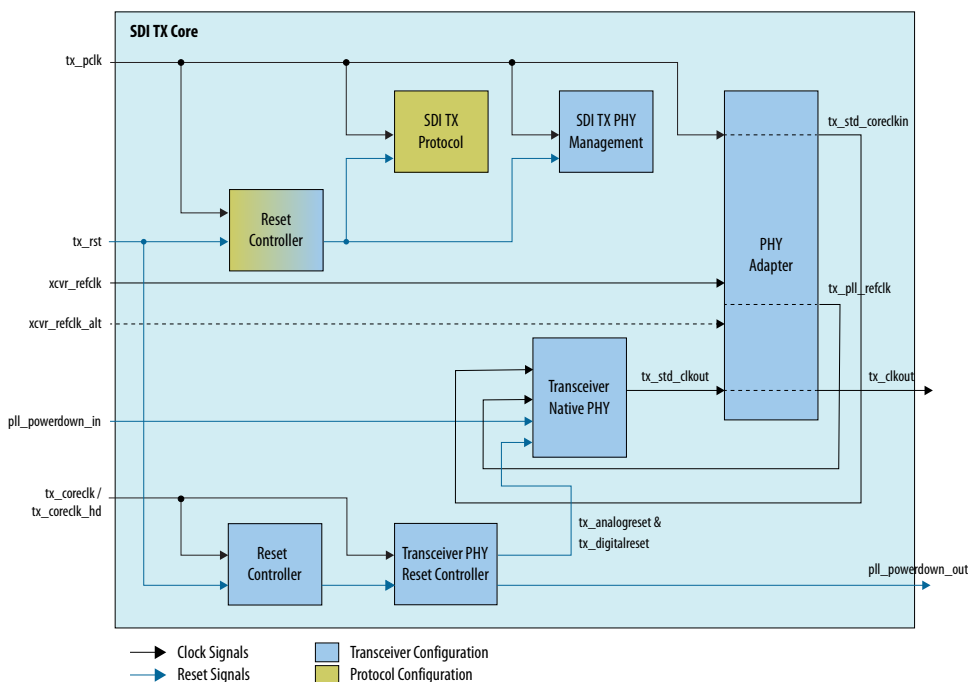 SDI TX Core
tx_pclk
SDI TX
Protocol
SDI TX PHY
Management
tx_std_coreclkin
Reset
Controller
tx_rst
PHY
Adapter
xcvr_refclk
tx_pll_refclk
xcvr_refclk_alt
Transceiver
Native PHY
tx_std_clkout
tx_clkout
pll_powerdown_in
tx_coreclk /
tx_coreclk_hd
tx_analogreset &
tx_digitalreset
Reset
Controller
Transceiver PHY
Reset Controller
pll_powerdown_out
Clock Signals
Transceiver Configuration
Reset Signals
Protocol Configuration